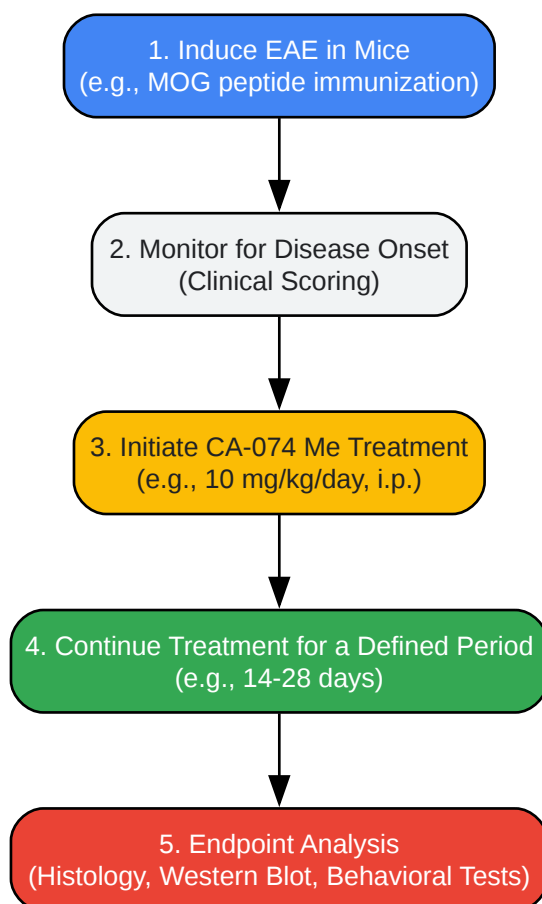 1. Induce EAE in Mice
(e.g., MOG peptide immunization)
2. Monitor for Disease Onset
(Clinical Scoring)
3. Initiate CA-074 Me Treatment
(e.g., 10 mg/kg/day, i.p.)
4. Continue Treatment for a Defined Period
(e.g., 14-28 days)
5. Endpoint Analysis
(Histology, Western Blot, Behavioral Tests)